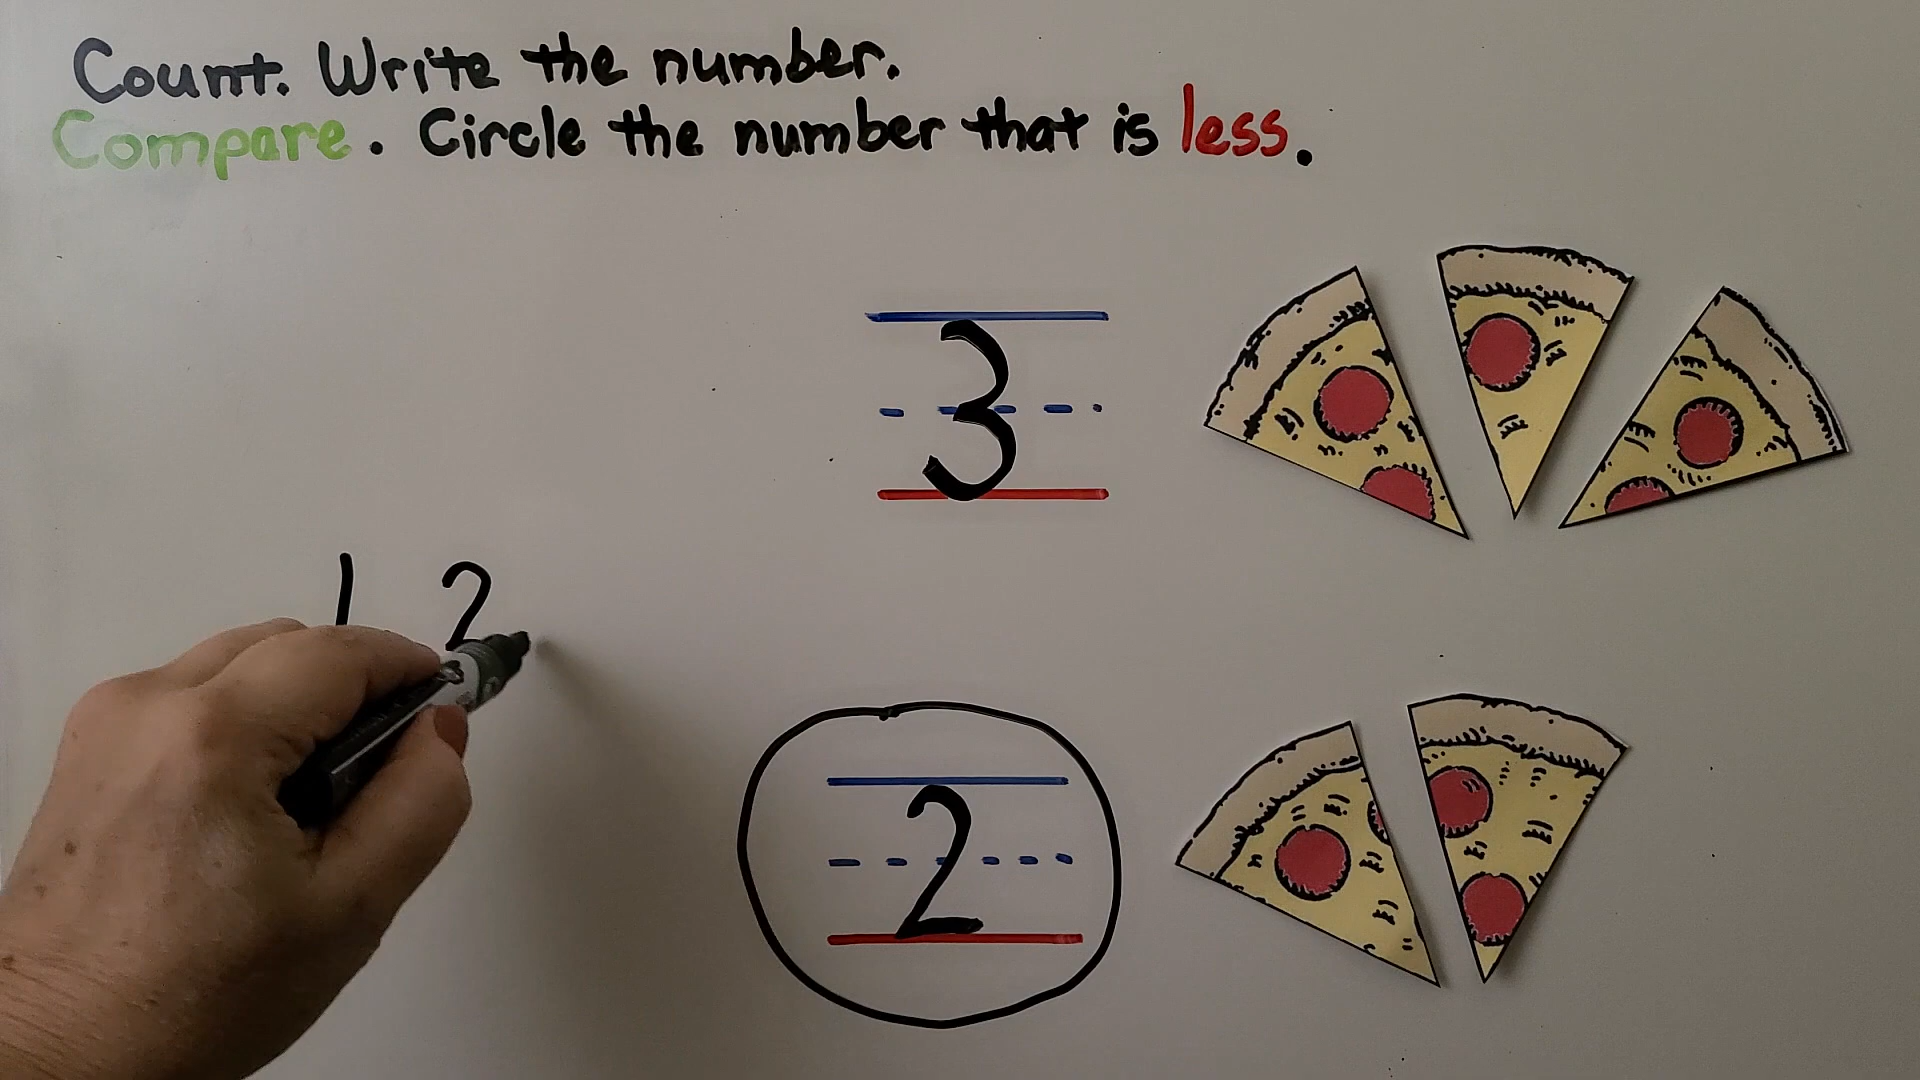 Count. Write the number.
Compare. Circle the number that is less.
3
1 2
2